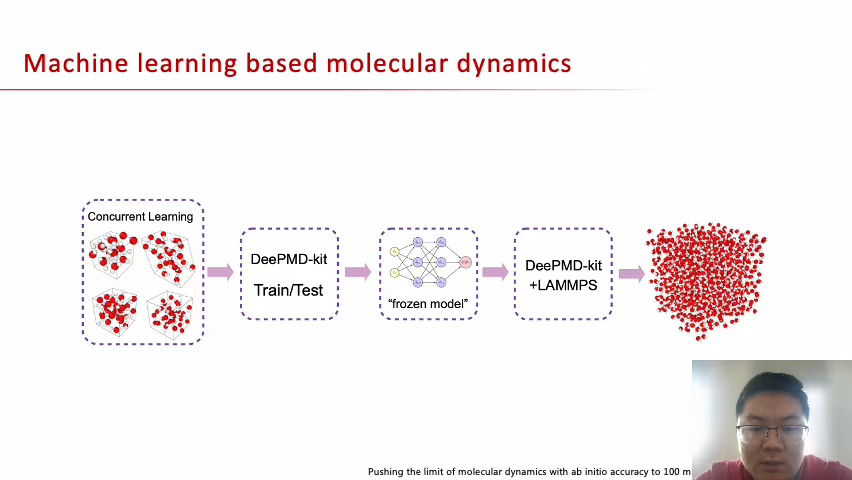 Machine learning based molecular dynamics
Concurrent Learning
DeePMD-kit
Train/Test
“frozen model”
DeePMD-kit
+LAMMPS
Pushing the limit of molecular dynamics with ab initio accuracy to 100 m